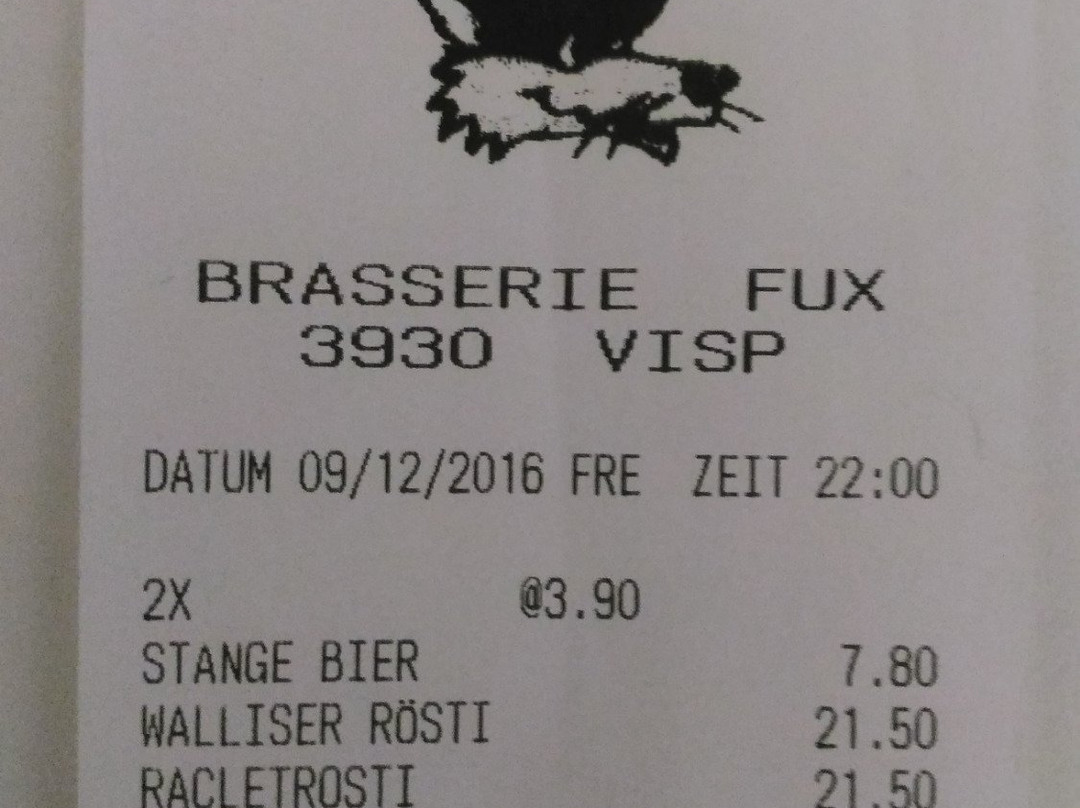 BRASSERIE FUX
3930 VISP
DATUM 09/12/2016 FRE ZEIT 22:00
2X @3.90
STANGE BIER 7.80
WALLISER RÖSTI 21.50
RACLETROSTI 21.50